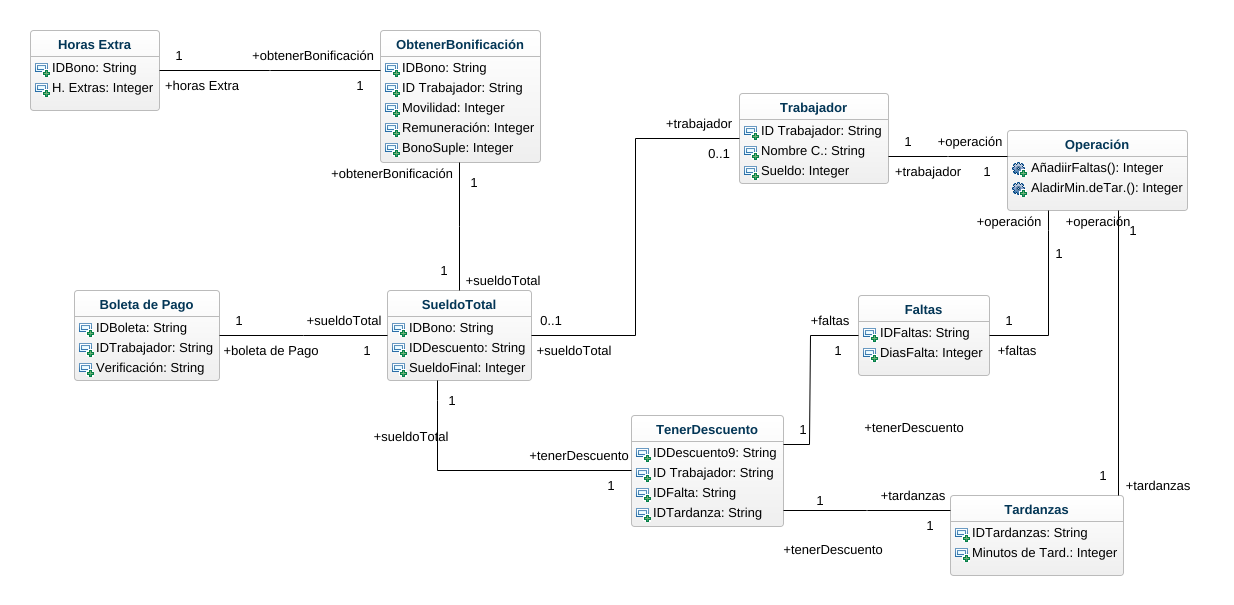 Horas Extra
IDBono: String
H. Extras: Integer
1
+horas Extra
+obtenerBonificación
1
ObtenerBonificación
IDBono: String
ID Trabajador: String
Movilidad: Integer
Remuneración: Integer
BonoSuple: Integer
+obtenerBonificación
1
1
+sueldoTotal
+trabajador
0..1
Trabajador
ID Trabajador: String
Nombre C.: String
Sueldo: Integer
1
+trabajador
+operación
1
Operación
AñadiirFaltas(): Integer
AladirMin.deTar.(): Integer
+operación
1
+operación
1
Boleta de Pago
IDBoleta: String
IDTrabajador: String
Verificación: String
1
+boleta de Pago
+sueldoTotal
1
SueldoTotal
IDBono: String
IDDescuento: String
SueldoFinal: Integer
0..1
+sueldoTotal
1
+sueldoTotal
+faltas
1
Faltas
IDFaltas: String
DiasFalta: Integer
1
+faltas
+tenerDescuento
1
TenerDescuento
IDDescuento9: String
ID Trabajador: String
IDFalta: String
IDTardanza: String
1
+tenerDescuento
1
+tenerDescuento
+tardanzas
1
1
+tardanzas
Tardanzas
IDTardanzas: String
Minutos de Tard.: Integer